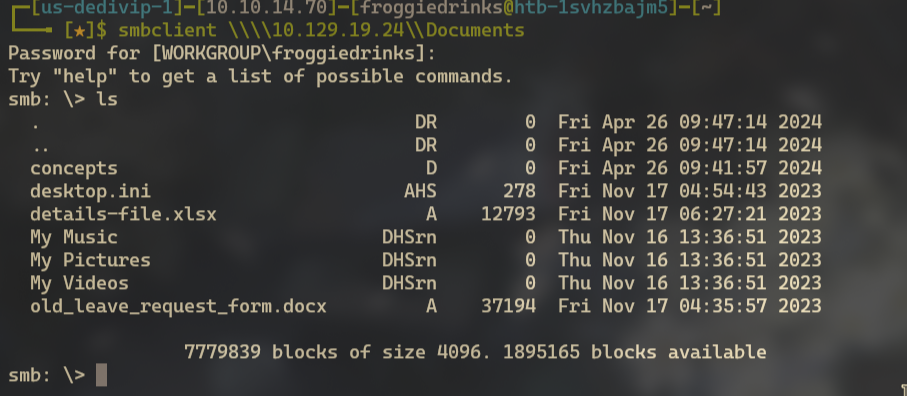 [us-dedivip-1]─[10.10.14.70]─[froggiedrinks@htb-1svhzbajm5]─[~]
[★]$ smbclient \\\\10.129.19.24\\Documents
Password for [WORKGROUP\froggiedrinks]:
Try "help" to get a list of possible commands.
smb: \> ls
. DR 0 Fri Apr 26 09:47:14 2024
.. DR 0 Fri Apr 26 09:47:14 2024
concepts D 0 Fri Apr 26 09:41:57 2024
desktop.ini AHS 278 Fri Nov 17 04:54:43 2023
details-file.xlsx A 12793 Fri Nov 17 06:27:21 2023
My Music DHSrn 0 Thu Nov 16 13:36:51 2023
My Pictures DHSrn 0 Thu Nov 16 13:36:51 2023
My Videos DHSrn 0 Thu Nov 16 13:36:51 2023
old_leave_request_form.docx A 37194 Fri Nov 17 04:35:57 2023
7779839 blocks of size 4096. 1895165 blocks available
smb: \>